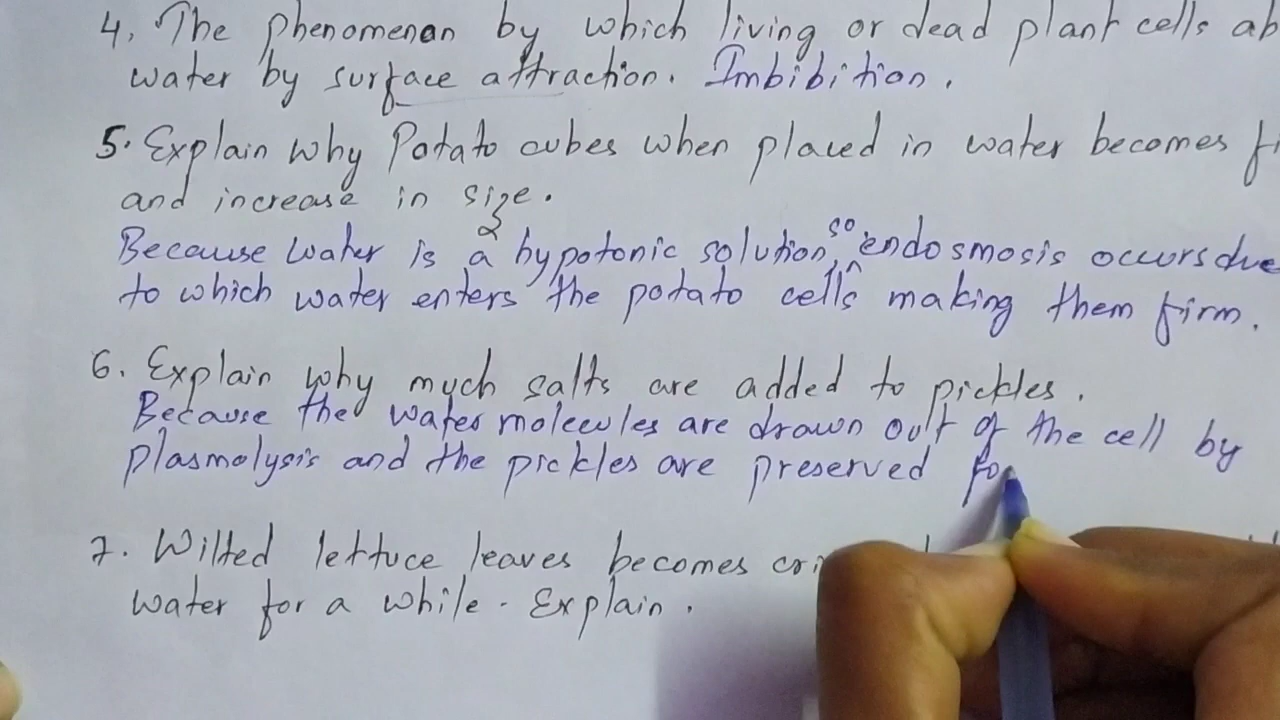 4. The phenomenon by which living or dead plant cells ab
water by surface attraction. Imbibition.
5. Explain why Potato cubes when placed in water becomes fi
and increase in size.
Because water is a hypotonic solution, so endosmosis occurs due
to which water enters the potato cells making them firm.
6. Explain why much salts are added to pickles.
Because the water molecules are drawn out of the cell by
plasmolysis and the pickles are preserved fo
7. Wilted lettuce leaves becomes cri
water for a while. Explain.